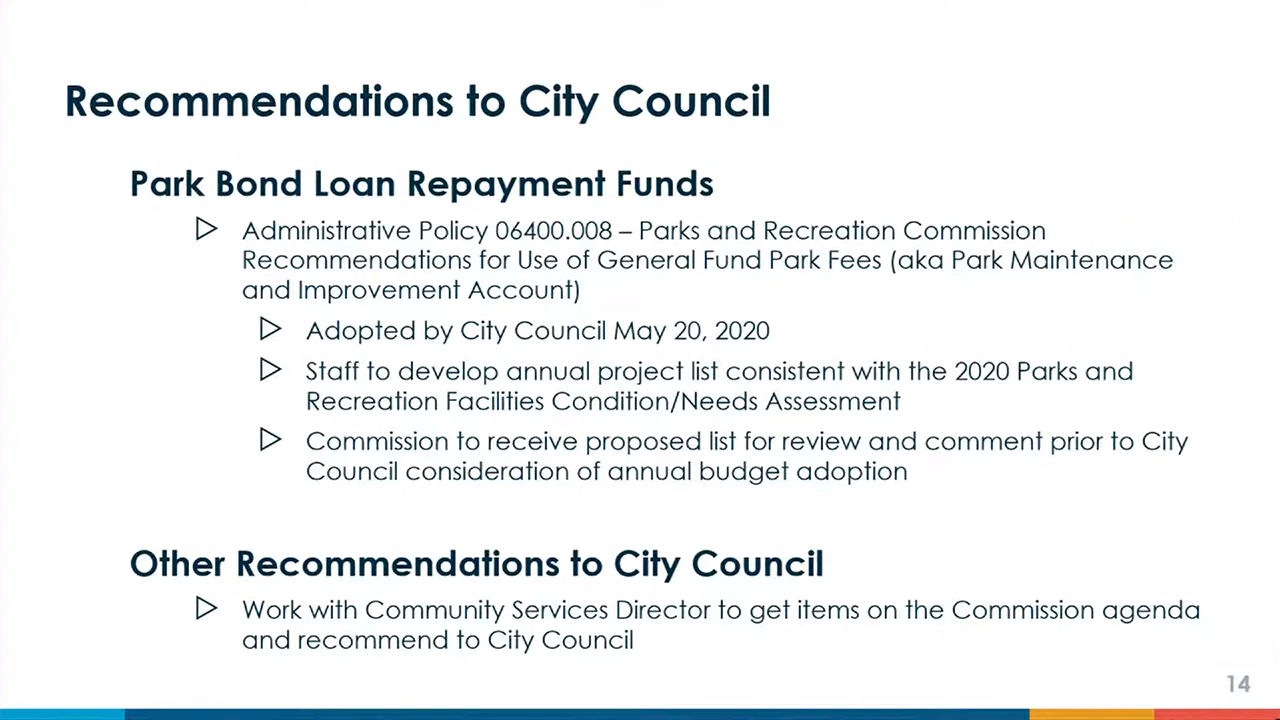 Recommendations to City Council
Park Bond Loan Repayment Funds
Administrative Policy 06400.008 – Parks and Recreation Commission
Recommendations for Use of General Fund Park Fees (aka Park Maintenance
and Improvement Account)
Adopted by City Council May 20, 2020
Staff to develop annual project list consistent with the 2020 Parks and
Recreation Facilities Condition/Needs Assessment
Commission to receive proposed list for review and comment prior to City
Council consideration of annual budget adoption
Other Recommendations to City Council
Work with Community Services Director to get items on the Commission agenda
and recommend to City Council
14